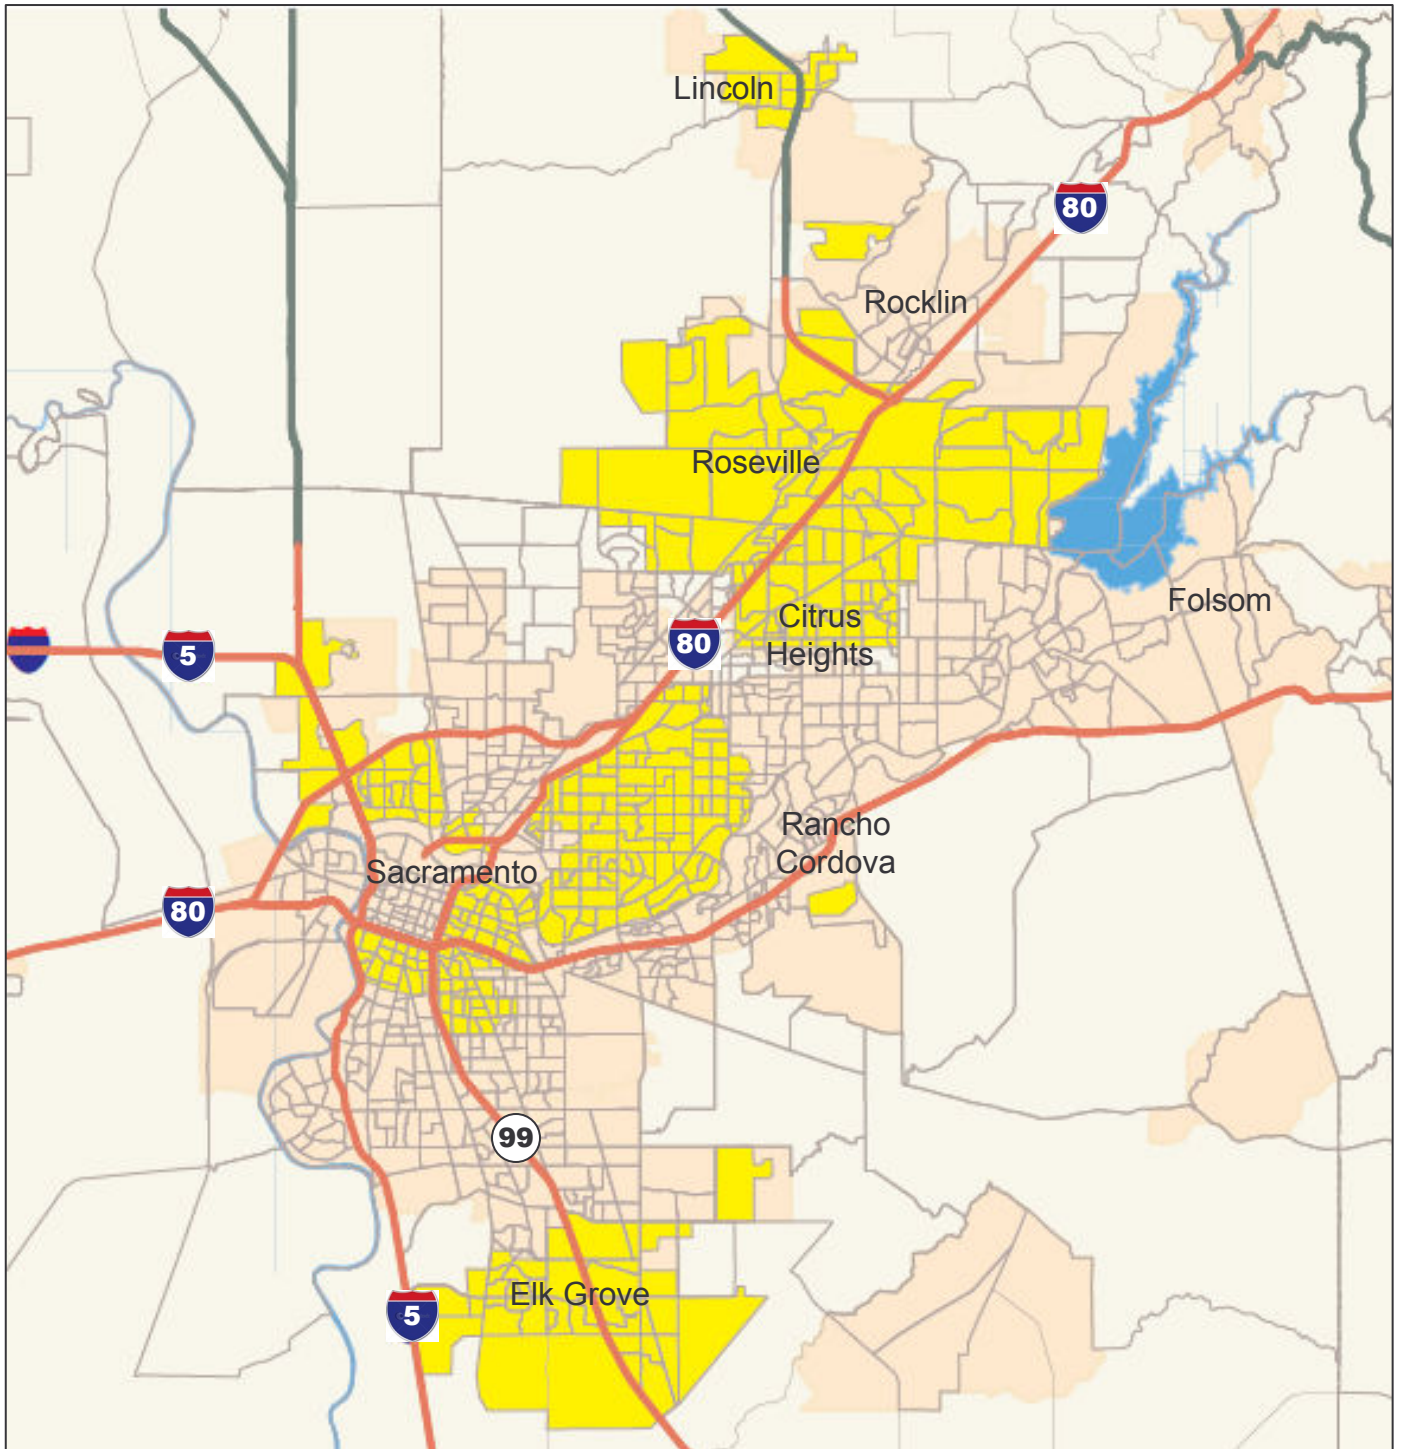 Lincoln
80
Rocklin
Roseville
Folsom
Citrus
Heights
80
5
Rancho
Cordova
Sacramento
80
99
Elk Grove
5